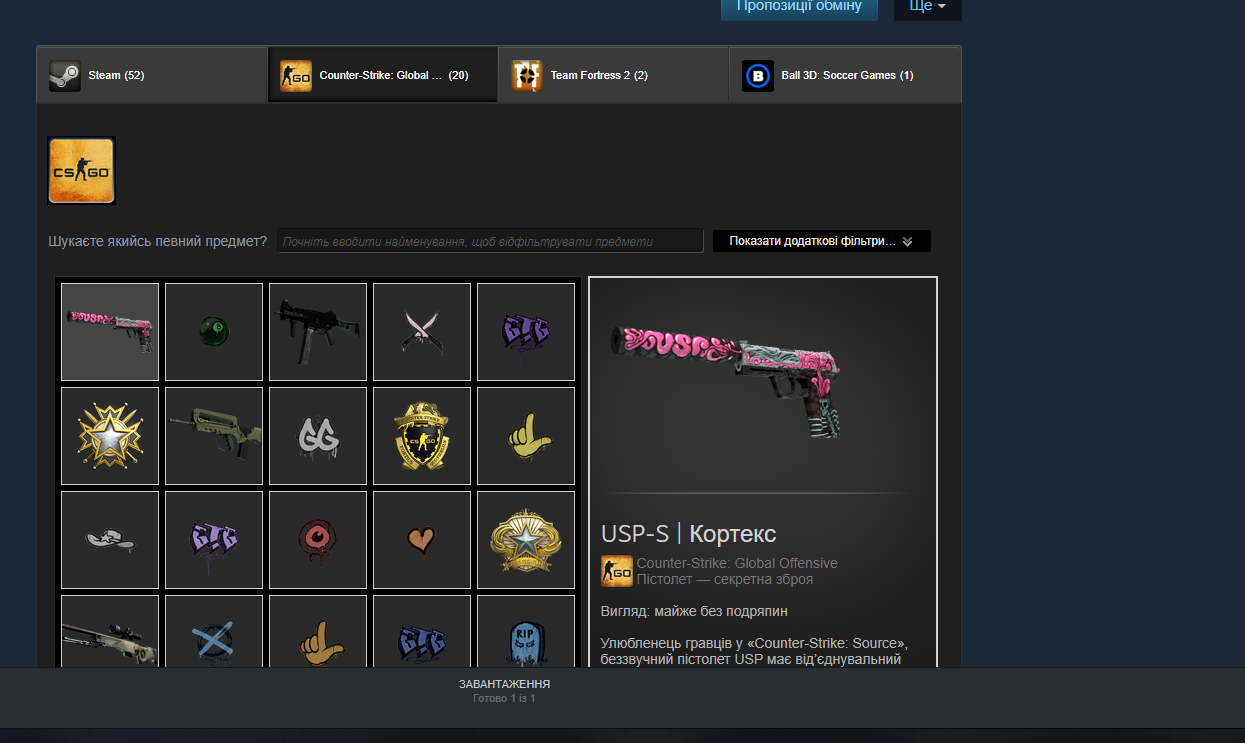 Пропозиції обміну
Ще
Steam (52)
Counter-Strike: Global ... (20)
Team Fortress 2 (2)
Ball 3D: Soccer Games (1)
CS GO
Шукаєте якийсь певний предмет?
Почніть вводити найменування, щоб відфільтрувати предмети
Показати додаткові фільтри...
USP-S | Кортекс
Counter-Strike: Global Offensive
Пістолет — секретна зброя
Вигляд: майже без подряпин
Улюбленець гравців у «Counter-Strike: Source»,
беззвучний пістолет USP має від’єднувальний
RIP
ЗАВАНТАЖЕННЯ
Готово 1 із 1